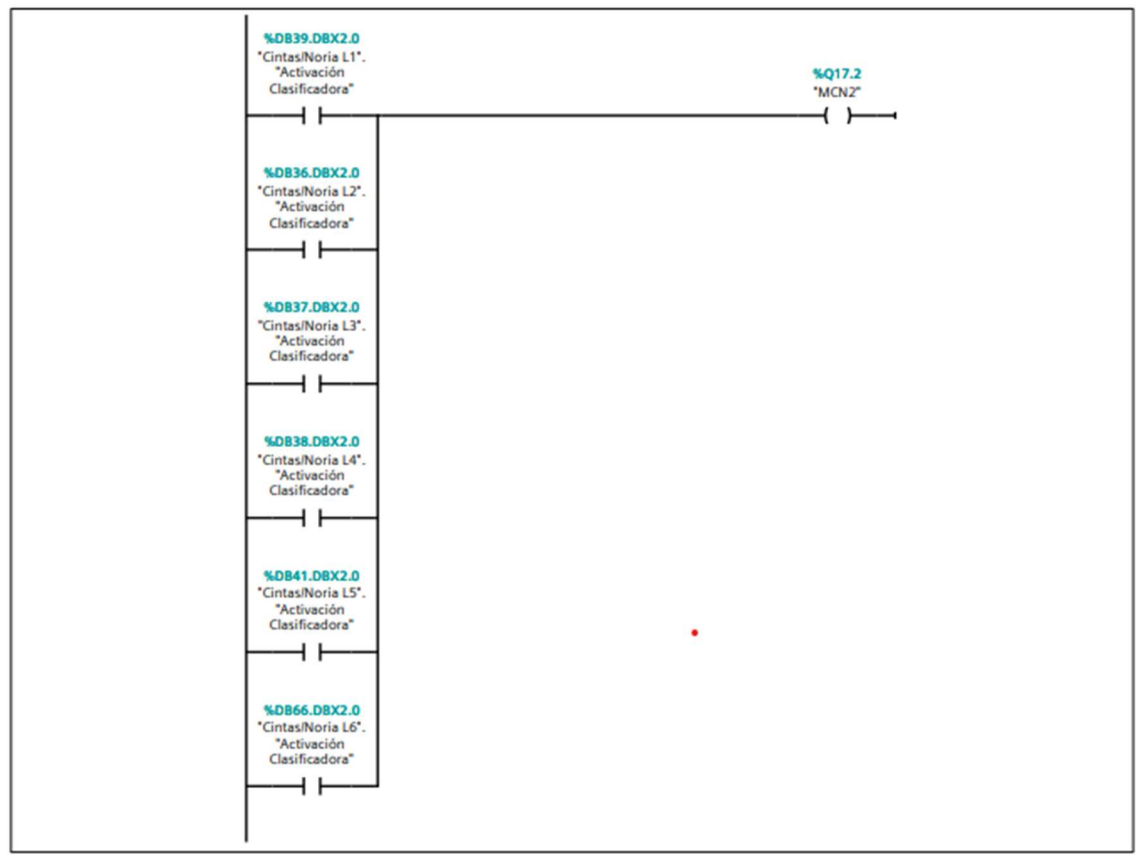 %DB39.DBX2.0
"Cintas/Noria L1".
"Activación
Clasificadora"
%Q17.2
"MCN2"
%DB36.DBX2.0
"Cintas/Noria L2".
"Activación
Clasificadora"
%DB37.DBX2.0
"Cintas/Noria L3".
"Activación
Clasificadora"
%DB38.DBX2.0
"Cintas/Noria L4".
"Activación
Clasificadora"
%DB41.DBX2.0
"Cintas/Noria L5".
"Activación
Clasificadora"
%DB66.DBX2.0
"Cintas/Noria L6".
"Activación
Clasificadora"